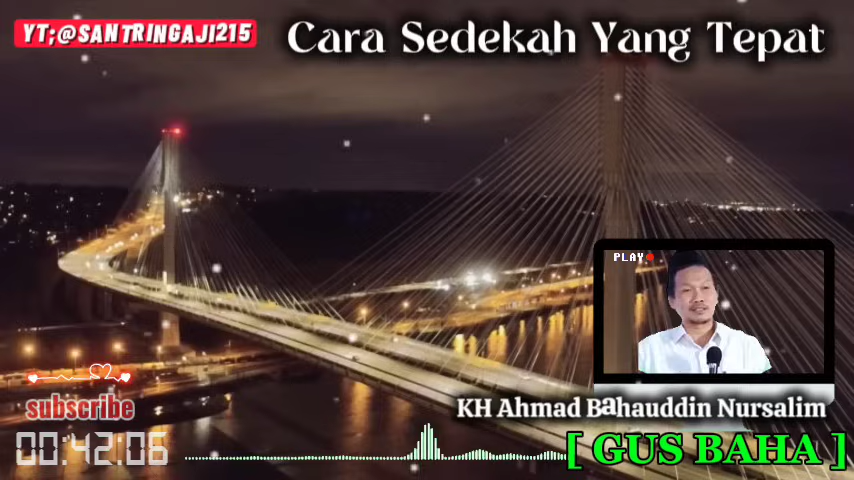 YT;@SANTRINGAJI215
Cara Sedekah Yang Tepat
PLAY
KH Ahmad Bahauddin Nursalim
subscribe
00:42:06
[ GUS BAHA ]